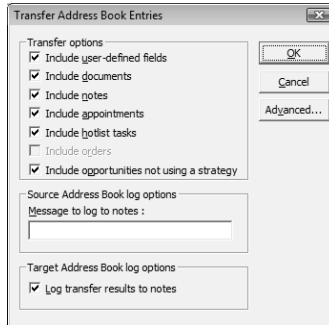 Transfer Address Book Entries
Transfer options
Include user-defined fields
Include documents
Include notes
Include appointments
Include hotlist tasks
Include orders
Include opportunities not using a strategy
OK
Cancel
Advanced...
Source Address Book log options
Message to log to notes :
Target Address Book log options
Log transfer results to notes